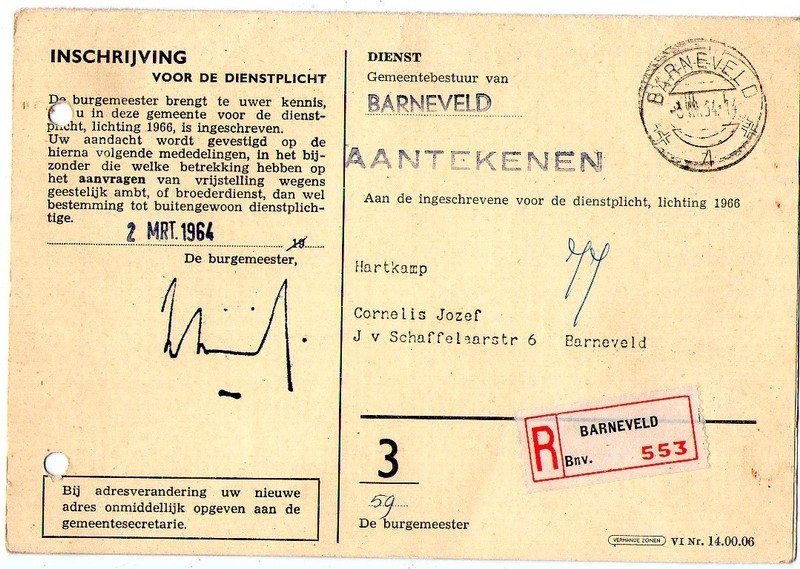 INSCHRIJVING
VOOR DE DIENSTPLICHT
De burgemeester brengt te uwer kennis,
u in deze gemeente voor de dienst-
plicht, lichting 1966, is ingeschreven.
Uw aandacht wordt gevestigd op de
hierna volgende mededelingen, in het bij-
zonder die welke betrekking hebben op
het aanvragen van vrijstelling wegens
geestelijk ambt, of broederdienst, dan wel
bestemming tot buitengewoon dienstplich-
tige.
2 MRT. 1964 19
De burgemeester,
Bij adresverandering uw nieuwe
adres onmiddellijk opgeven aan de
gemeentesecretarie.
DIENST
Gemeentebestuur van
BARNEVELD
AANTEKENEN
BARNEVELD
Aan de ingeschrevene voor de dienstplicht, lichting 1966
Hartkamp
Cornelis Jozef
J v Schaffelaarstr 6 Barneveld
R BARNEVELD
Bnv. 553
3
59
De burgemeester
VERMANDE ZONEN VI Nr. 14.00.06